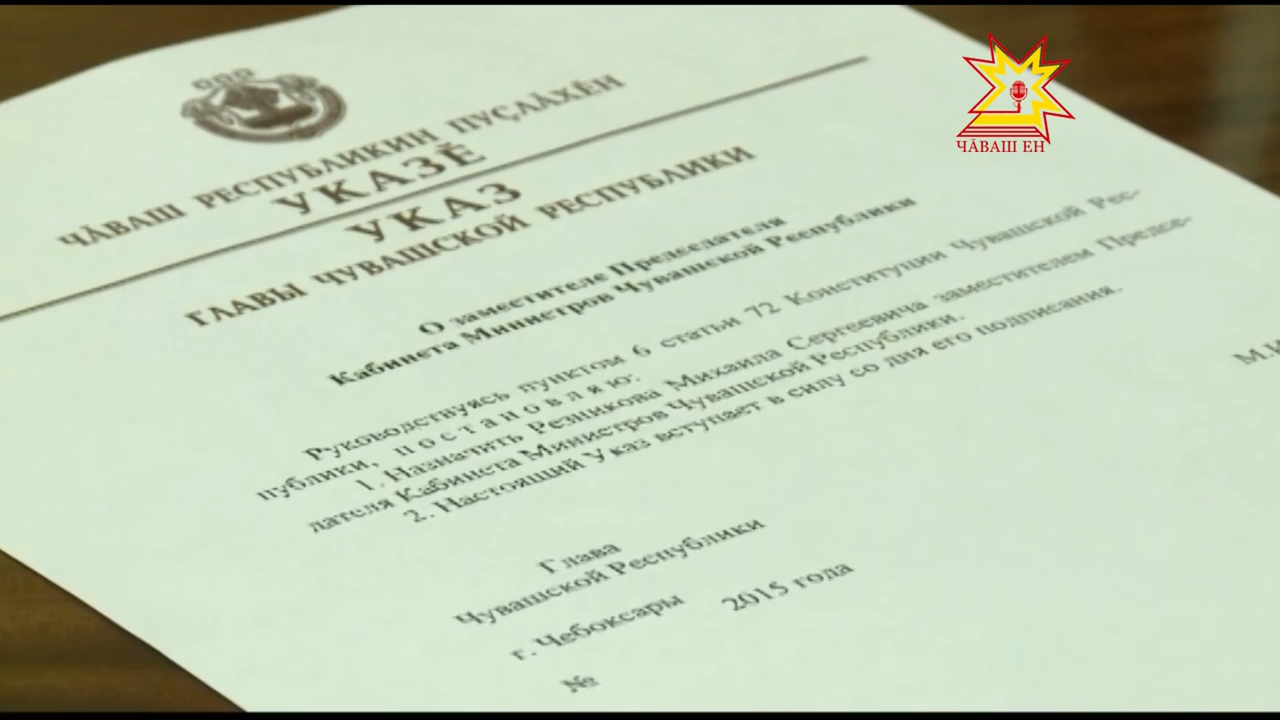 ЧӐВАШ РЕСПУБЛИКИН ПУҪЛӐХӖН
УКАЗӖ
УКАЗ
ГЛАВЫ ЧУВАШСКОЙ РЕСПУБЛИКИ
О заместителе Председателя
Кабинета Министров Чувашской Республики
Руководствуясь пунктом 6 статьи 72 Конституции Чувашской Рес-
публики, постановляю:
1. Назначить Резникова Михаила Сергеевича заместителем Предсе-
дателя Кабинета Министров Чувашской Республики.
2. Настоящий Указ вступает в силу со дня его подписания.
Глава
Чувашской Республики
М.И
г. Чебоксары
2015 года
№
ЧӐВАШ ЕН